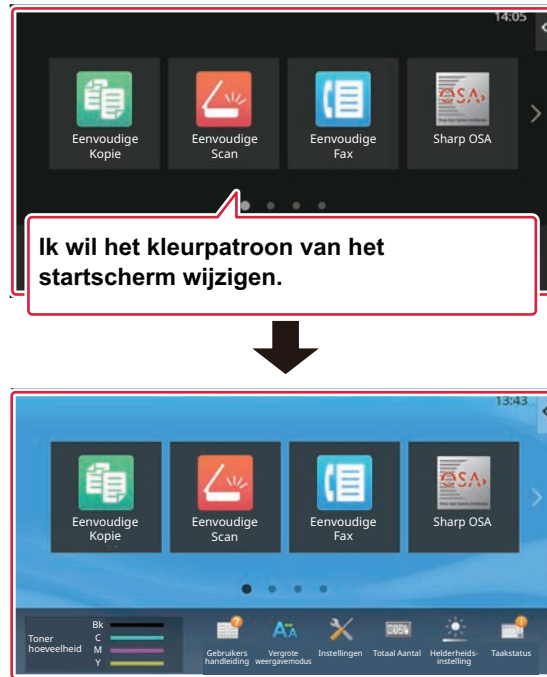 14:05
Eenvoudige
Kopie
Eenvoudige
Scan
Eenvoudige
Fax
Sharp OSA
OSA
Ik wil het kleurpatroon van het
startscherm wijzigen.
13:43
Eenvoudige
Kopie
Eenvoudige
Scan
Eenvoudige
Fax
Sharp OSA
OSA
Toner
hoeveelheid
Bk
C
M
Y
Gebruikers
handleiding
Vergrote
weergavemodus
Instellingen
Totaal Aantal
Helderheids-
instelling
Taakstatus